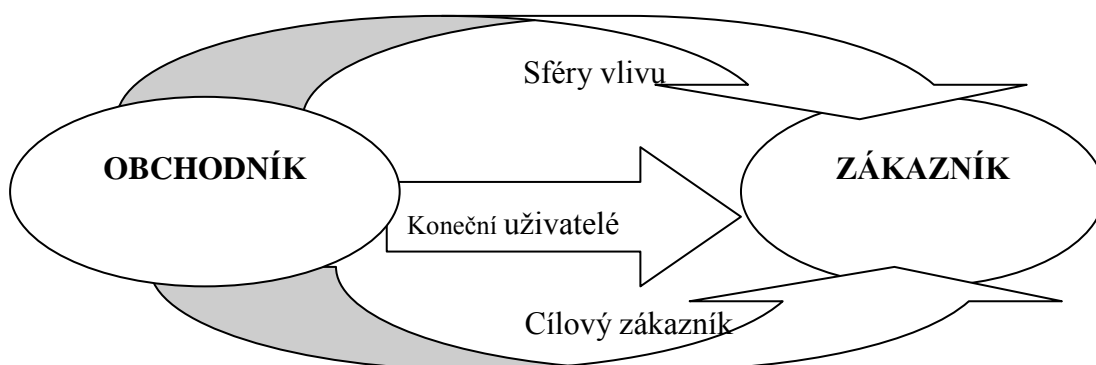 Sféry vlivu
OBCHODNÍK
ZÁKAZNÍK
Koneční uživatelé
Cílový zákazník